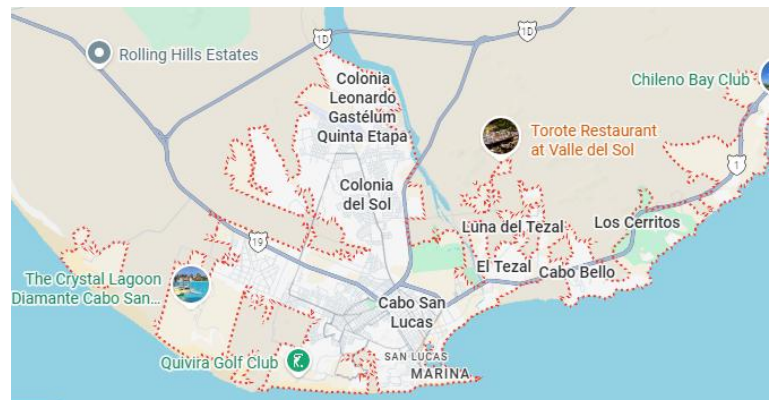 1D
1D
Rolling Hills Estates
Colonia
Leonardo
Gastélum
Quinta Etapa
Chileno Bay Club
Torote Restaurant
at Valle del Sol
1
Colonia
del Sol
Luna del Tezal
Los Cerritos
19
El Tezal
Cabo Bello
The Crystal Lagoon
Diamante Cabo San...
Cabo San
Lucas
SAN LUCAS
Quivira Golf Club
MARINA